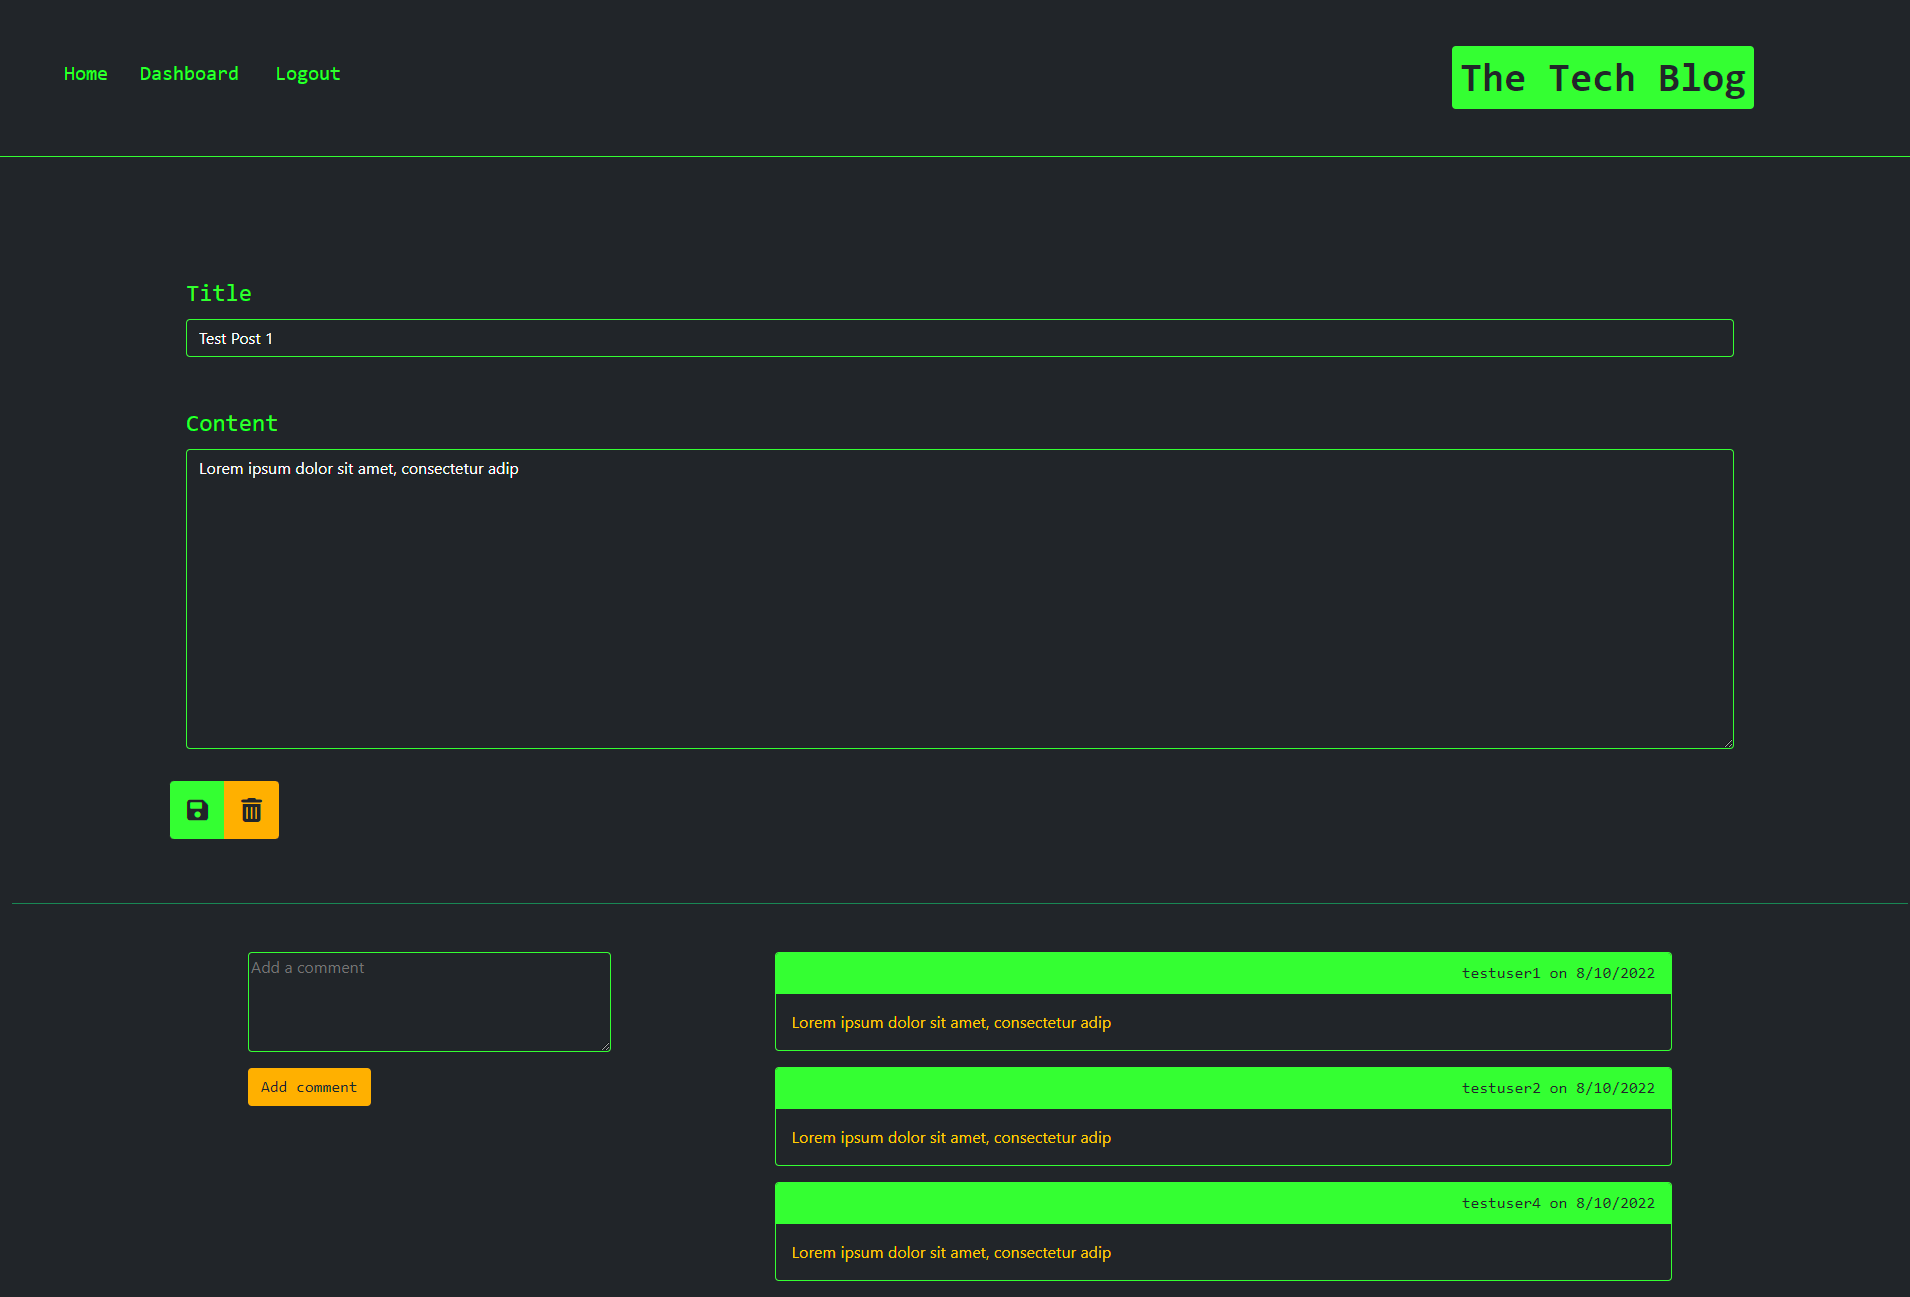 Home Dashboard Logout
The Tech Blog
Title
Test Post 1
Content
Lorem ipsum dolor sit amet, consectetur adip
Add a comment
Add comment
testuser1 on 8/10/2022
Lorem ipsum dolor sit amet, consectetur adip
testuser2 on 8/10/2022
Lorem ipsum dolor sit amet, consectetur adip
testuser4 on 8/10/2022
Lorem ipsum dolor sit amet, consectetur adip